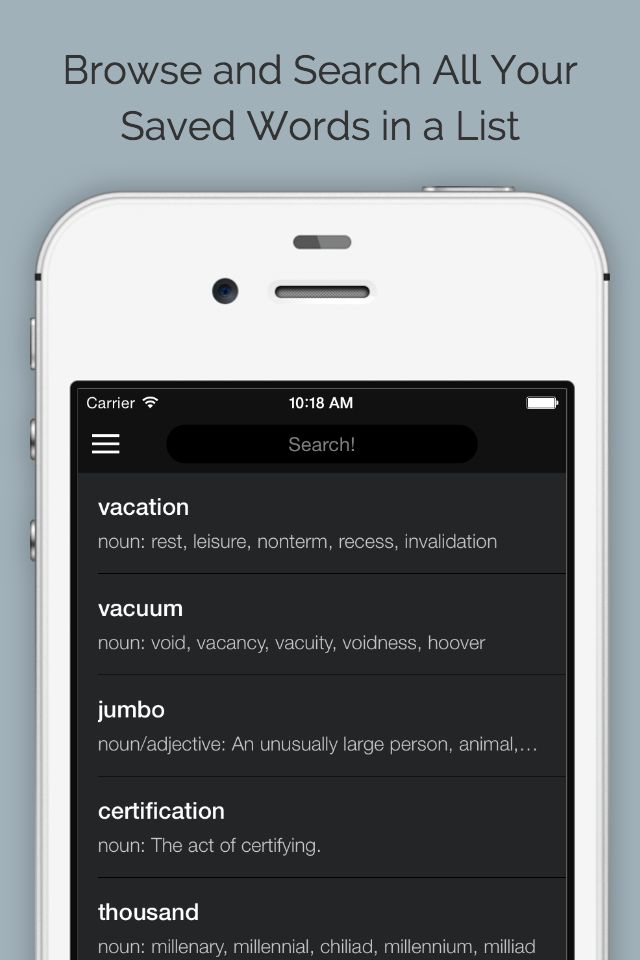 Browse and Search All Your
Saved Words in a List
Carrier 10:18 AM
Search!
vacation
noun: rest, leisure, nonterm, recess, invalidation
vacuum
noun: void, vacancy, vacuity, voidness, hoover
jumbo
noun/adjective: An unusually large person, animal,...
certification
noun: The act of certifying.
thousand
noun: millenary, millennial, chiliad, millennium, milliad